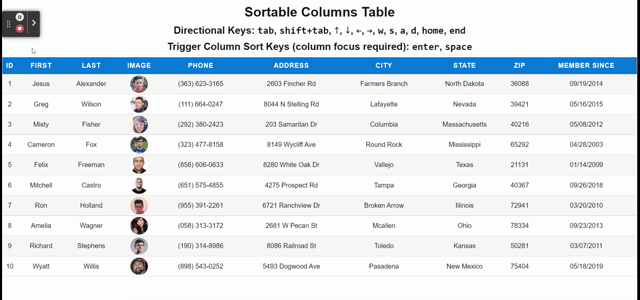 Sortable Columns Table
Directional Keys: tab, shift+tab, ↑, ↓, ←, →, w, s, a, d, home, end
Trigger Column Sort Keys (column focus required): enter, space
ID FIRST LAST IMAGE PHONE ADDRESS CITY STATE ZIP MEMBER SINCE
1 Jesus Alexander (363) 623-3165 2603 Fincher Rd Farmers Branch North Dakota 36088 09/19/2014
2 Greg Wilson (111) 664-0247 8044 N Stelling Rd Lafayette Nevada 39421 05/16/2015
3 Misty Fisher (292) 380-2423 203 Samaritan Dr Columbia Massachusetts 40216 05/08/2012
4 Cameron Fox (323) 477-8158 8149 Wycliff Ave Round Rock Mississippi 65292 04/28/2003
5 Felix Freeman (858) 606-0633 8280 White Oak Dr Vallejo Texas 21131 01/14/2009
6 Mitchell Castro (651) 575-4855 4275 Prospect Rd Tampa Georgia 40367 09/26/2018
7 Ron Holland (955) 391-2261 6721 Ranchview Dr Broken Arrow Illinois 72941 03/20/2010
8 Amelia Wagner (058) 313-3172 2681 W Pecan St Mcallen Ohio 78334 09/23/2013
9 Richard Stephens (190) 314-8986 8086 Railroad St Toledo Kansas 50281 03/07/2011
10 Wyatt Willis (898) 543-0252 5493 Dogwood Ave Pasadena New Mexico 75404 05/18/2019